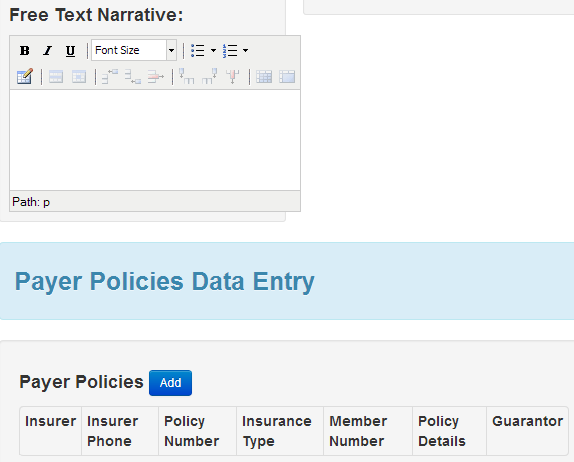 Free Text Narrative:
B I U Font Size
Path: p
Payer Policies Data Entry
Payer Policies Add
Insurer Insurer Policy Insurance Member Policy Guarantor
Phone Number Type Number Details